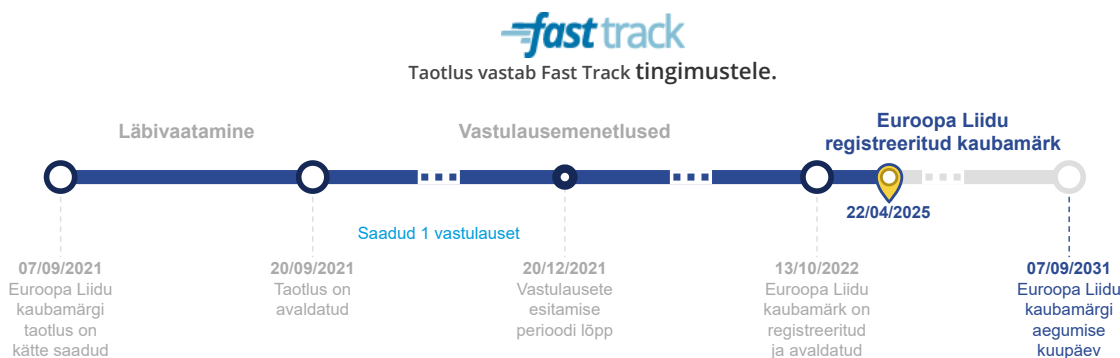 fast track
Taotlus vastab Fast Track tingimustele.
Läbivaatamine
Vastulausemenetlused
Euroopa Liidu
registreeritud kaubamärk
22/04/2025
Saadud 1 vastulauset
07/09/2021
Euroopa Liidu
kaubamärgi
taotlus on
kätte saadud
20/09/2021
Taotlus on
avaldatud
20/12/2021
Vastulausete
esitamise
perioodi lõpp
13/10/2022
Euroopa Liidu
kaubamärk on
registreeritud
ja avaldatud
07/09/2031
Euroopa Liidu
kaubamärgi
aegumise
kuupäev